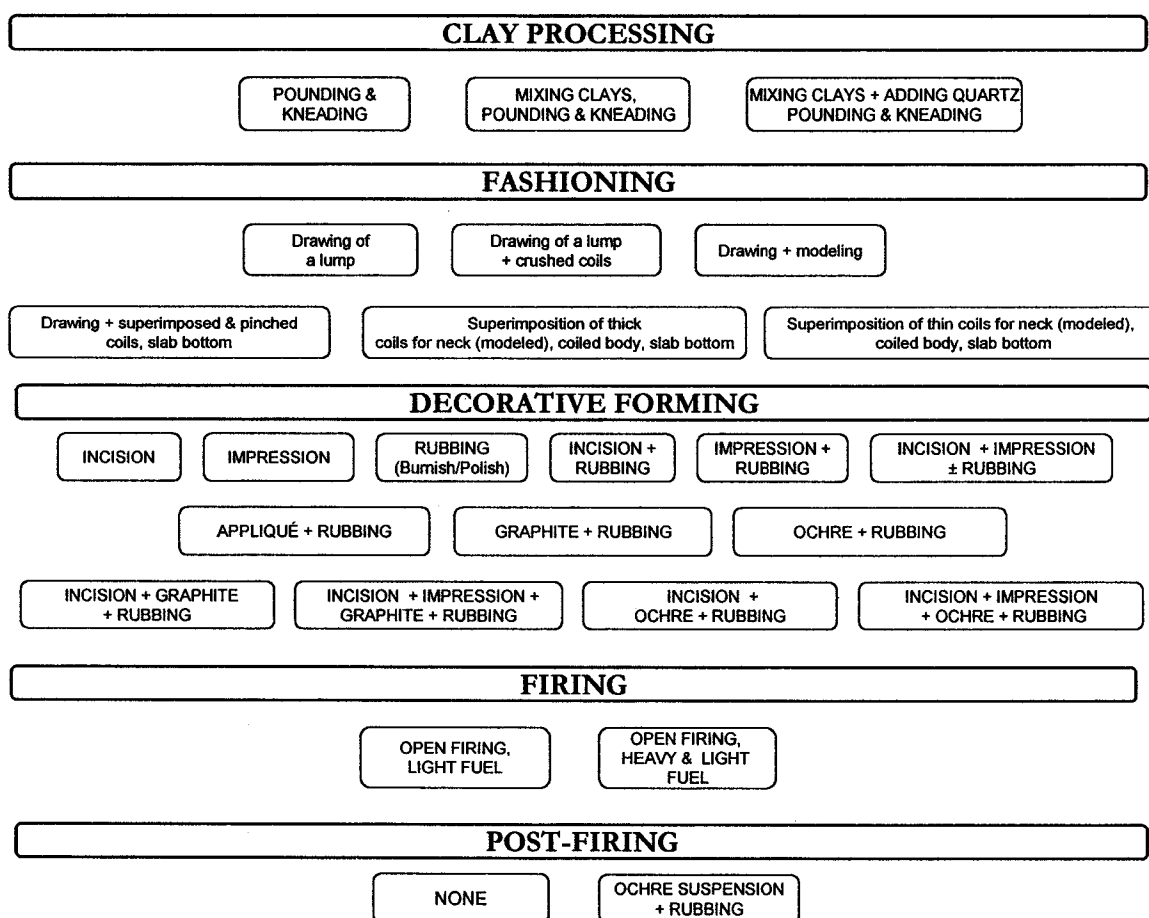 CLAY PROCESSING
POUNDING &
KNEADING
MIXING CLAYS,
POUNDING & KNEADING
MIXING CLAYS + ADDING QUARTZ
POUNDING & KNEADING
FASHIONING
Drawing of
a lump
Drawing of a lump
+ crushed coils
Drawing + modeling
Drawing + superimposed & pinched
coils, slab bottom
Superimposition of thick
coils for neck (modeled), coiled body, slab bottom
Superimposition of thin coils for neck (modeled),
coiled body, slab bottom
DECORATIVE FORMING
INCISION
IMPRESSION
RUBBING
(Burnish/Polish)
INCISION +
RUBBING
IMPRESSION +
RUBBING
INCISION + IMPRESSION
± RUBBING
APPLIQUÉ + RUBBING
GRAPHITE + RUBBING
OCHRE + RUBBING
INCISION + GRAPHITE
+ RUBBING
INCISION + IMPRESSION +
GRAPHITE + RUBBING
INCISION +
OCHRE + RUBBING
INCISION + IMPRESSION
+ OCHRE + RUBBING
FIRING
OPEN FIRING,
LIGHT FUEL
OPEN FIRING,
HEAVY & LIGHT
FUEL
POST-FIRING
NONE
OCHRE SUSPENSION
+ RUBBING